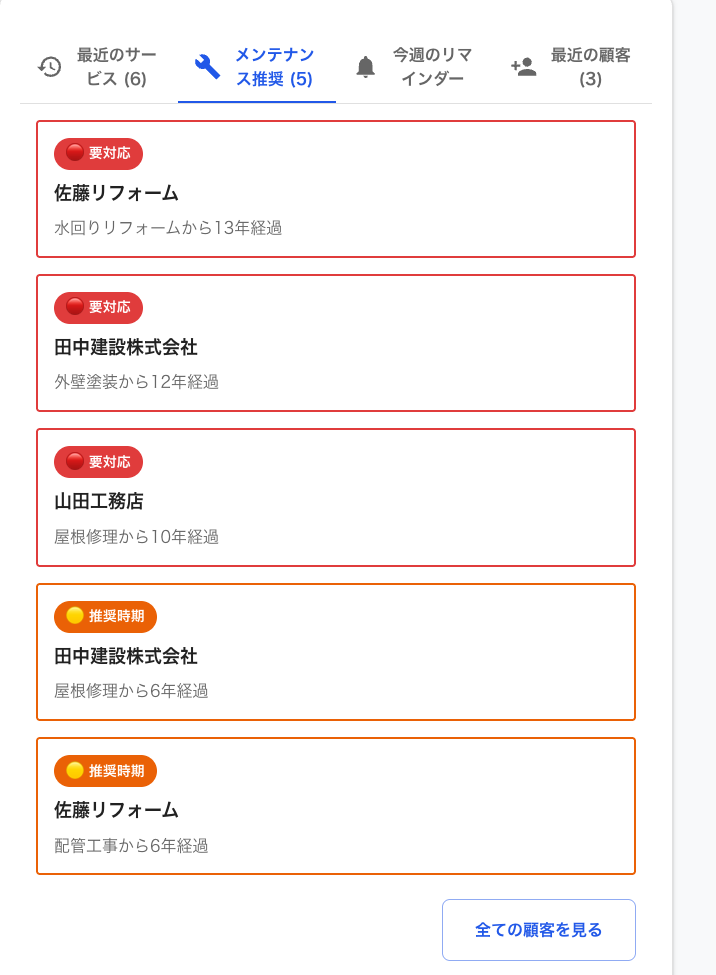 最近のサー
ビス (6)
メンテナン
ス推奨 (5)
今週のリマ
インダー
最近の顧客
(3)
要対応
佐藤リフォーム
水回りリフォームから13年経過
要対応
田中建設株式会社
外壁塗装から12年経過
要対応
山田工務店
屋根修理から10年経過
推奨時期
田中建設株式会社
屋根修理から6年経過
推奨時期
佐藤リフォーム
配管工事から6年経過
全ての顧客を見る